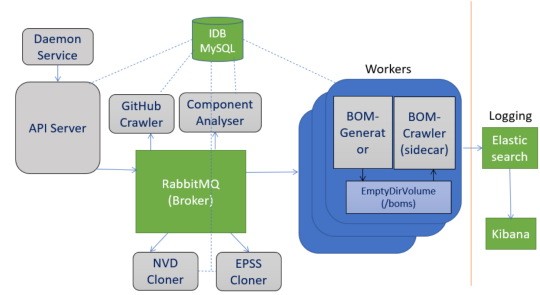 Daemon
Service
IDB
MySQL
Workers
API Server
GitHub
Crawler
Component
Analyser
BOM-
Generat
or
BOM-
Crawler
(sidecar)
Logging
Elastic
search
RabbitMQ
(Broker)
EmptyDirVolume
(/boms)
Kibana
NVD
Cloner
EPSS
Cloner